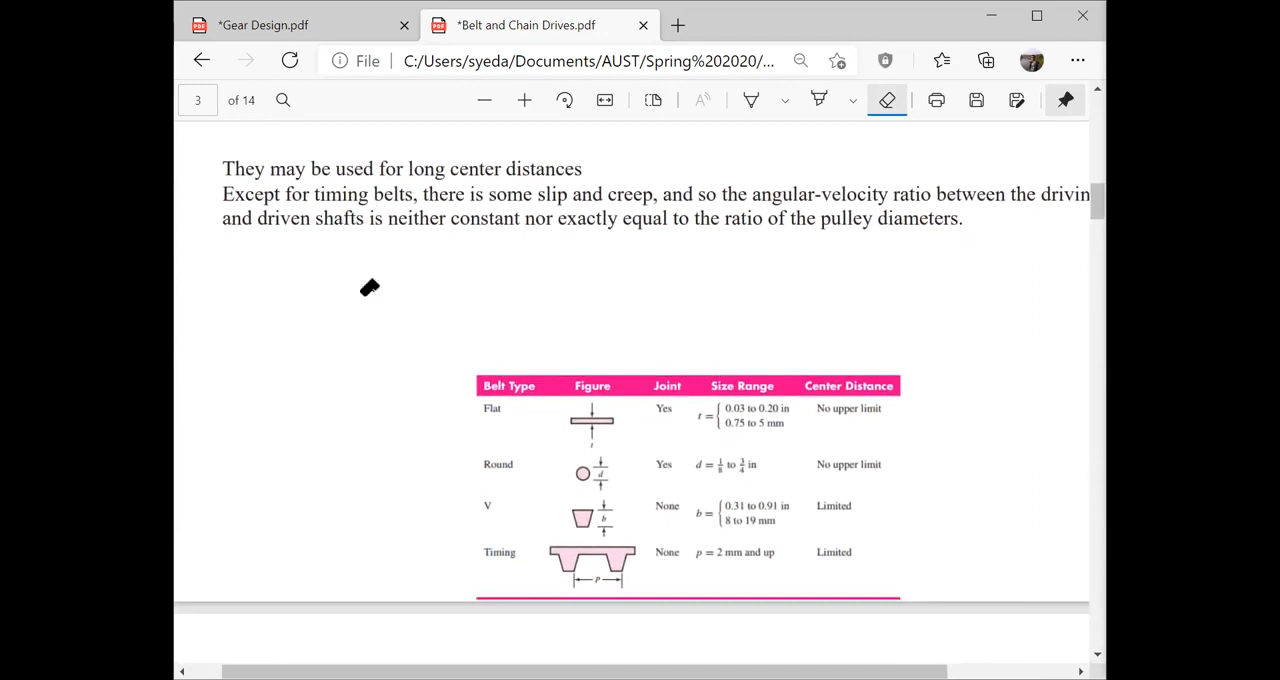 *Gear Design.pdf
*Belt and Chain Drives.pdf
File C:/Users/syeda/Documents/AUST/Spring%202020/...
3 of 14
They may be used for long center distances
Except for timing belts, there is some slip and creep, and so the angular-velocity ratio between the drivin
and driven shafts is neither constant nor exactly equal to the ratio of the pulley diameters.
Belt Type Figure Joint Size Range Center Distance
Flat t Yes t = { 0.03 to 0.20 in No upper limit
0.75 to 5 mm
Round d Yes d = 1/8 to 3/4 in No upper limit
V b None b = { 0.31 to 0.91 in Limited
8 to 19 mm
Timing p None p = 2 mm and up Limited